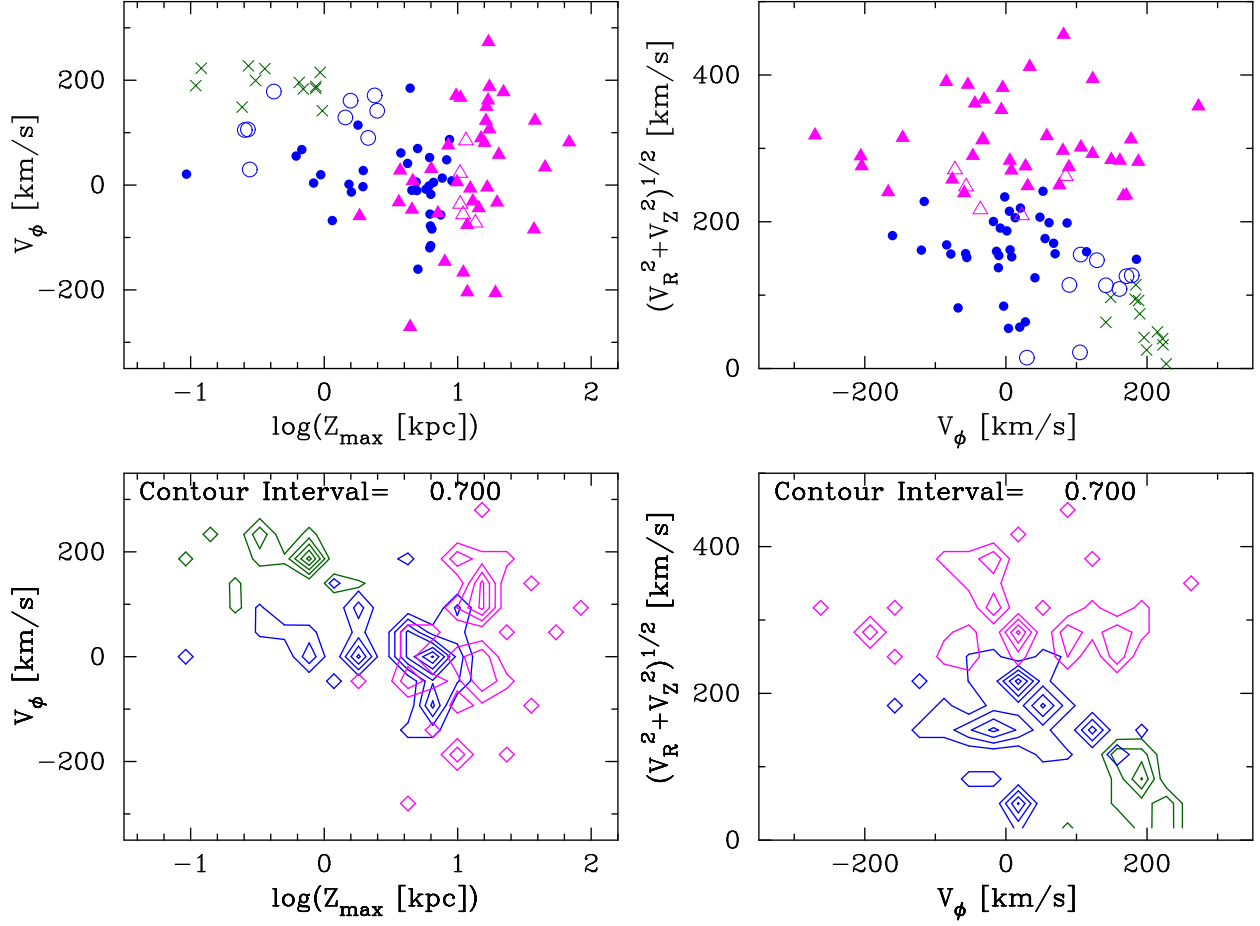 200
0
−200
V_ϕ [km/s]
−1
0
1
2
log(Z_max [kpc])
400
200
0
(V_R^2+V_Z^2)^1/2 [km/s]
−200
0
200
V_ϕ [km/s]
Contour Interval= 0.700
200
0
−200
V_ϕ [km/s]
−1
0
1
2
log(Z_max [kpc])
Contour Interval= 0.700
400
200
0
(V_R^2+V_Z^2)^1/2 [km/s]
−200
0
200
V_ϕ [km/s]